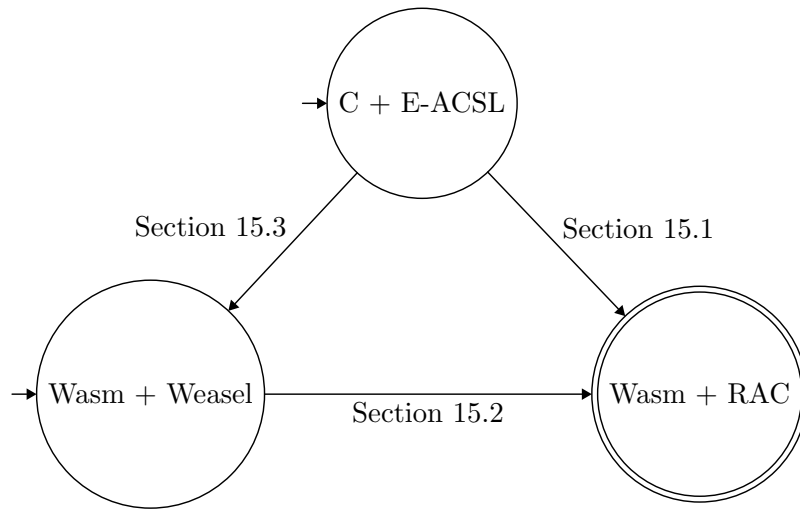 C + E-ACSL
Section 15.3
Section 15.1
Wasm + Weasel
Wasm + RAC
Section 15.2